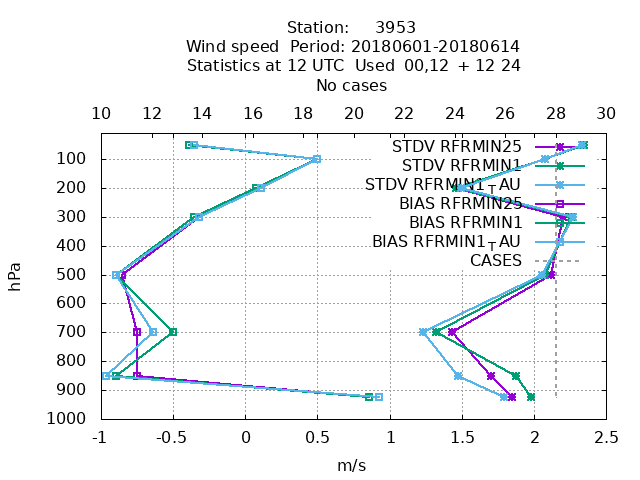 Station: 3953
Wind speed Period: 20180601-20180614
Statistics at 12 UTC Used 00,12 + 12 24
No cases
10 12 14 16 18 20 22 24 26 28 30
STDV RFRMIN25
STDV RFRMIN1
STDV RFRMIN1TAU
BIAS RFRMIN25
BIAS RFRMIN1
BIAS RFRMIN1TAU
CASES
100
200
300
400
500
600
700
800
900
1000
hPa
-1 -0.5 0 0.5 1 1.5 2 2.5
m/s